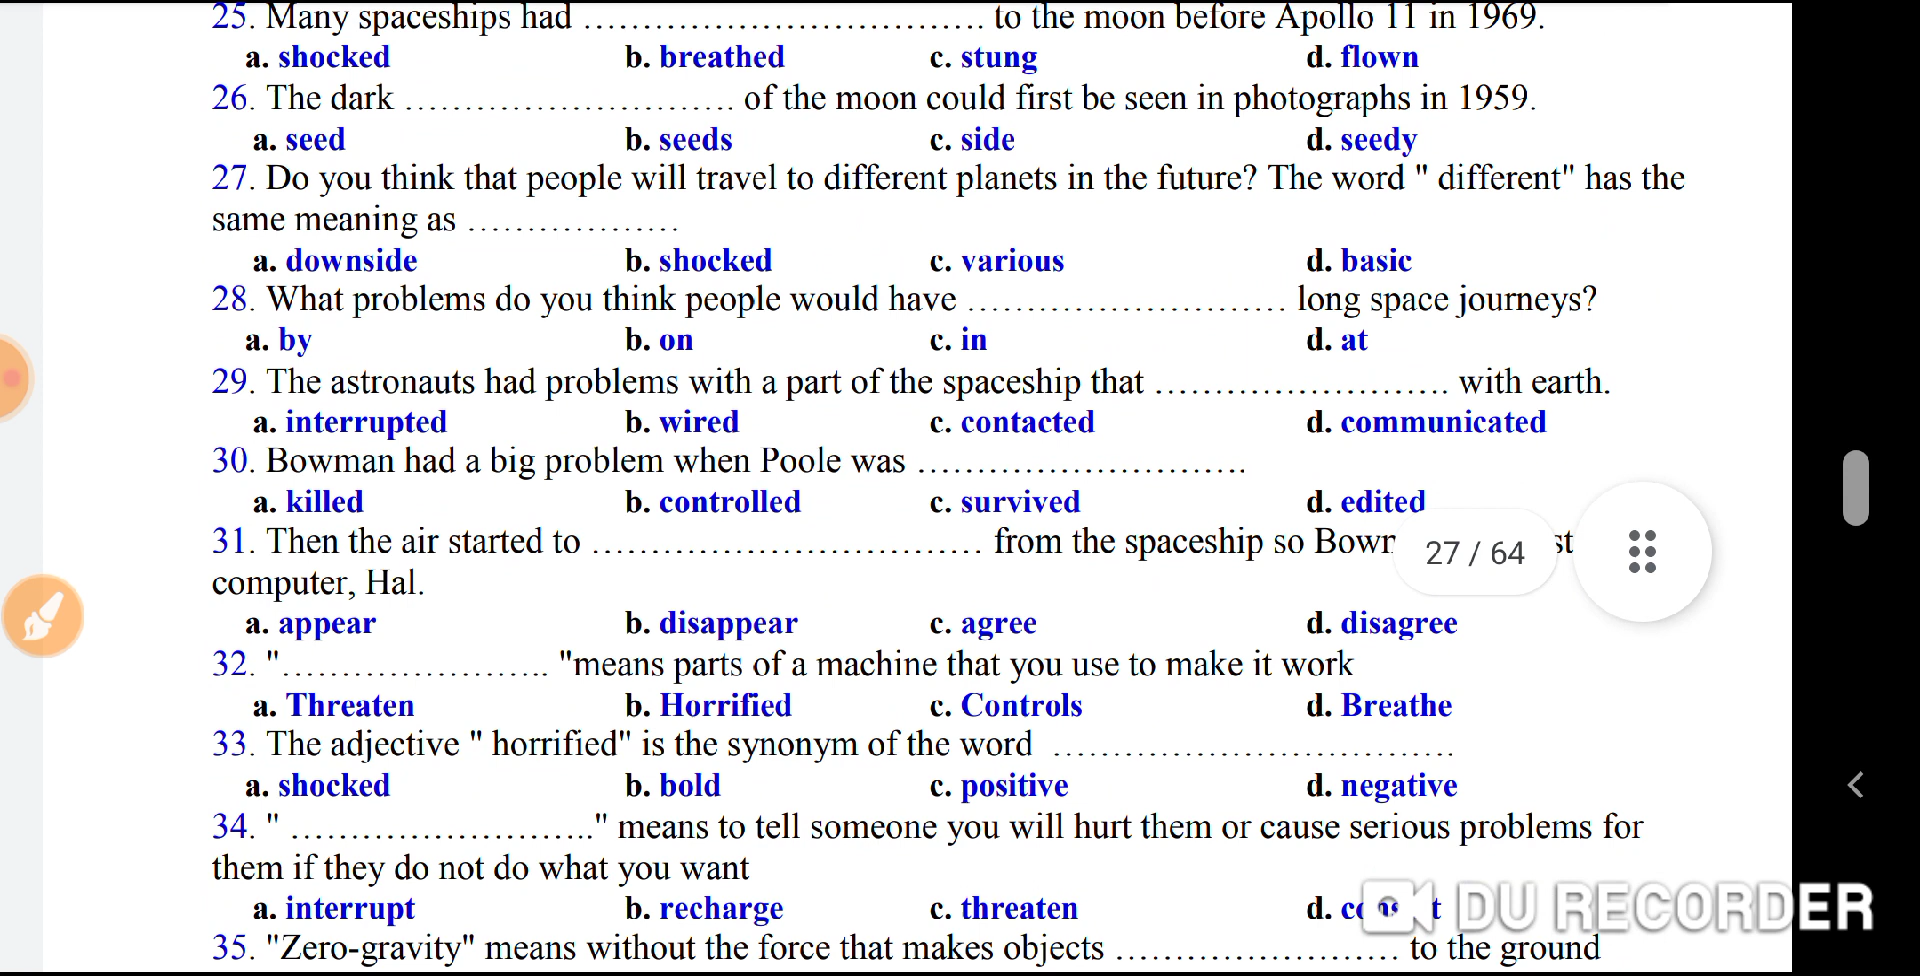 25. Many spaceships had .................................. to the moon before Apollo 11 in 1969.
a. shocked b. breathed c. stung d. flown
26. The dark ............................ of the moon could first be seen in photographs in 1959.
a. seed b. seeds c. side d. seedy
27. Do you think that people will travel to different planets in the future? The word " different" has the
same meaning as ..................
a. downside b. shocked c. various d. basic
28. What problems do you think people would have ........................... long space journeys?
a. by b. on c. in d. at
29. The astronauts had problems with a part of the spaceship that ......................... with earth.
a. interrupted b. wired c. contacted d. communicated
30. Bowman had a big problem when Poole was ............................
a. killed b. controlled c. survived d. edited
31. Then the air started to ................................. from the spaceship so
27 / 64
computer, Hal.
a. appear b. disappear c. agree d. disagree
32. "....................... "means parts of a machine that you use to make it work
a. Threaten b. Horrified c. Controls d. Breathe
33. The adjective " horrified" is the synonym of the word ..................................
a. shocked b. bold c. positive d. negative
34. " .........................." means to tell someone you will hurt them or cause serious problems for
them if they do not do what you want
a. interrupt b. recharge c. threaten d.
DU RECORDER
35. "Zero-gravity" means without the force that makes objects ........................ to the ground